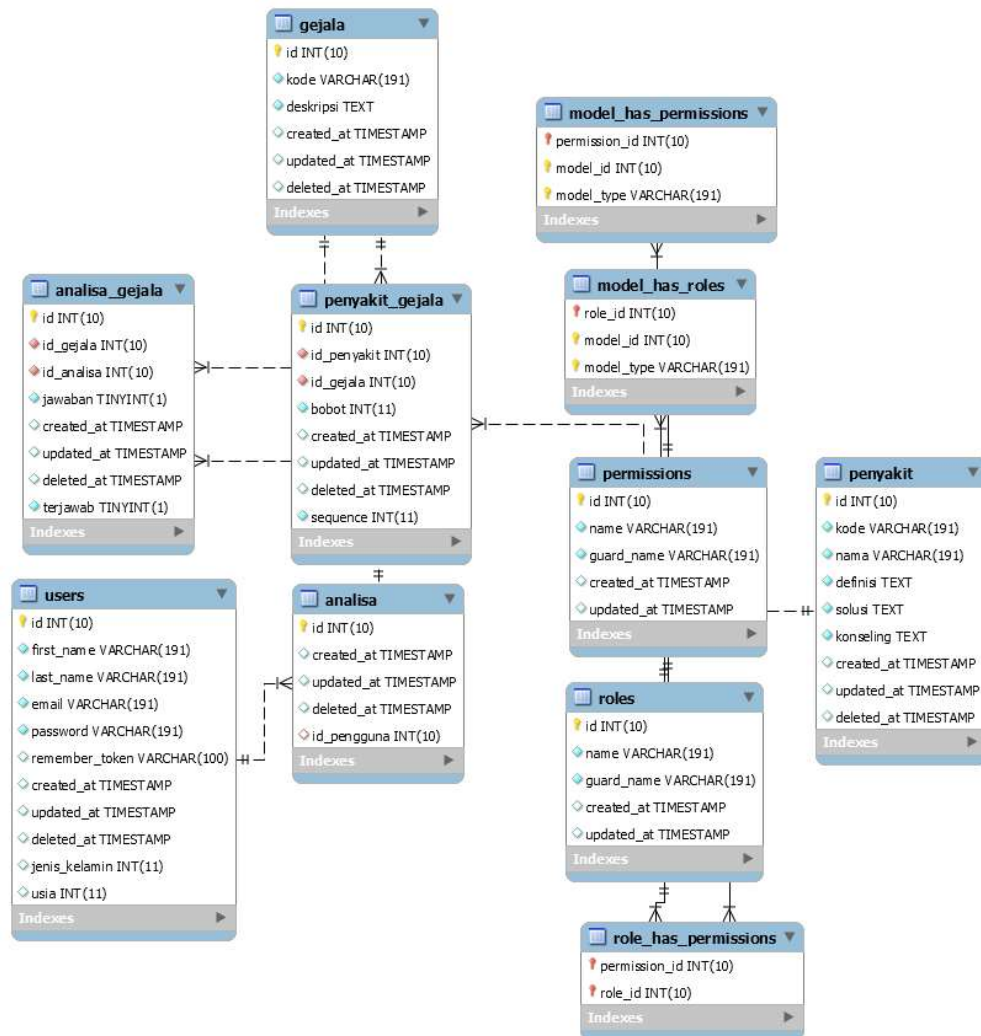 gejala
id INT(10)
kode VARCHAR(191)
deskripsi TEXT
created_at TIMESTAMP
updated_at TIMESTAMP
deleted_at TIMESTAMP
Indexes
model_has_permissions
permission_id INT(10)
model_id INT(10)
model_type VARCHAR(191)
Indexes
analisa_gejala
id INT(10)
id_gejala INT(10)
id_analisa INT(10)
jawaban TINYINT(1)
created_at TIMESTAMP
updated_at TIMESTAMP
deleted_at TIMESTAMP
terjawab TINYINT(1)
Indexes
penyakit_gejala
id INT(10)
id_penyakit INT(10)
id_gejala INT(10)
bobot INT(11)
created_at TIMESTAMP
updated_at TIMESTAMP
deleted_at TIMESTAMP
sequence INT(11)
Indexes
model_has_roles
role_id INT(10)
model_id INT(10)
model_type VARCHAR(191)
Indexes
permissions
id INT(10)
name VARCHAR(191)
guard_name VARCHAR(191)
created_at TIMESTAMP
updated_at TIMESTAMP
Indexes
penyakit
id INT(10)
kode VARCHAR(191)
nama VARCHAR(191)
definisi TEXT
solusi TEXT
konseling TEXT
created_at TIMESTAMP
updated_at TIMESTAMP
deleted_at TIMESTAMP
Indexes
users
id INT(10)
first_name VARCHAR(191)
last_name VARCHAR(191)
email VARCHAR(191)
password VARCHAR(191)
remember_token VARCHAR(100)
created_at TIMESTAMP
updated_at TIMESTAMP
deleted_at TIMESTAMP
jenis_kelamin INT(11)
usia INT(11)
Indexes
analisa
id INT(10)
created_at TIMESTAMP
updated_at TIMESTAMP
deleted_at TIMESTAMP
id_pengguna INT(10)
Indexes
roles
id INT(10)
name VARCHAR(191)
guard_name VARCHAR(191)
created_at TIMESTAMP
updated_at TIMESTAMP
Indexes
role_has_permissions
permission_id INT(10)
role_id INT(10)
Indexes